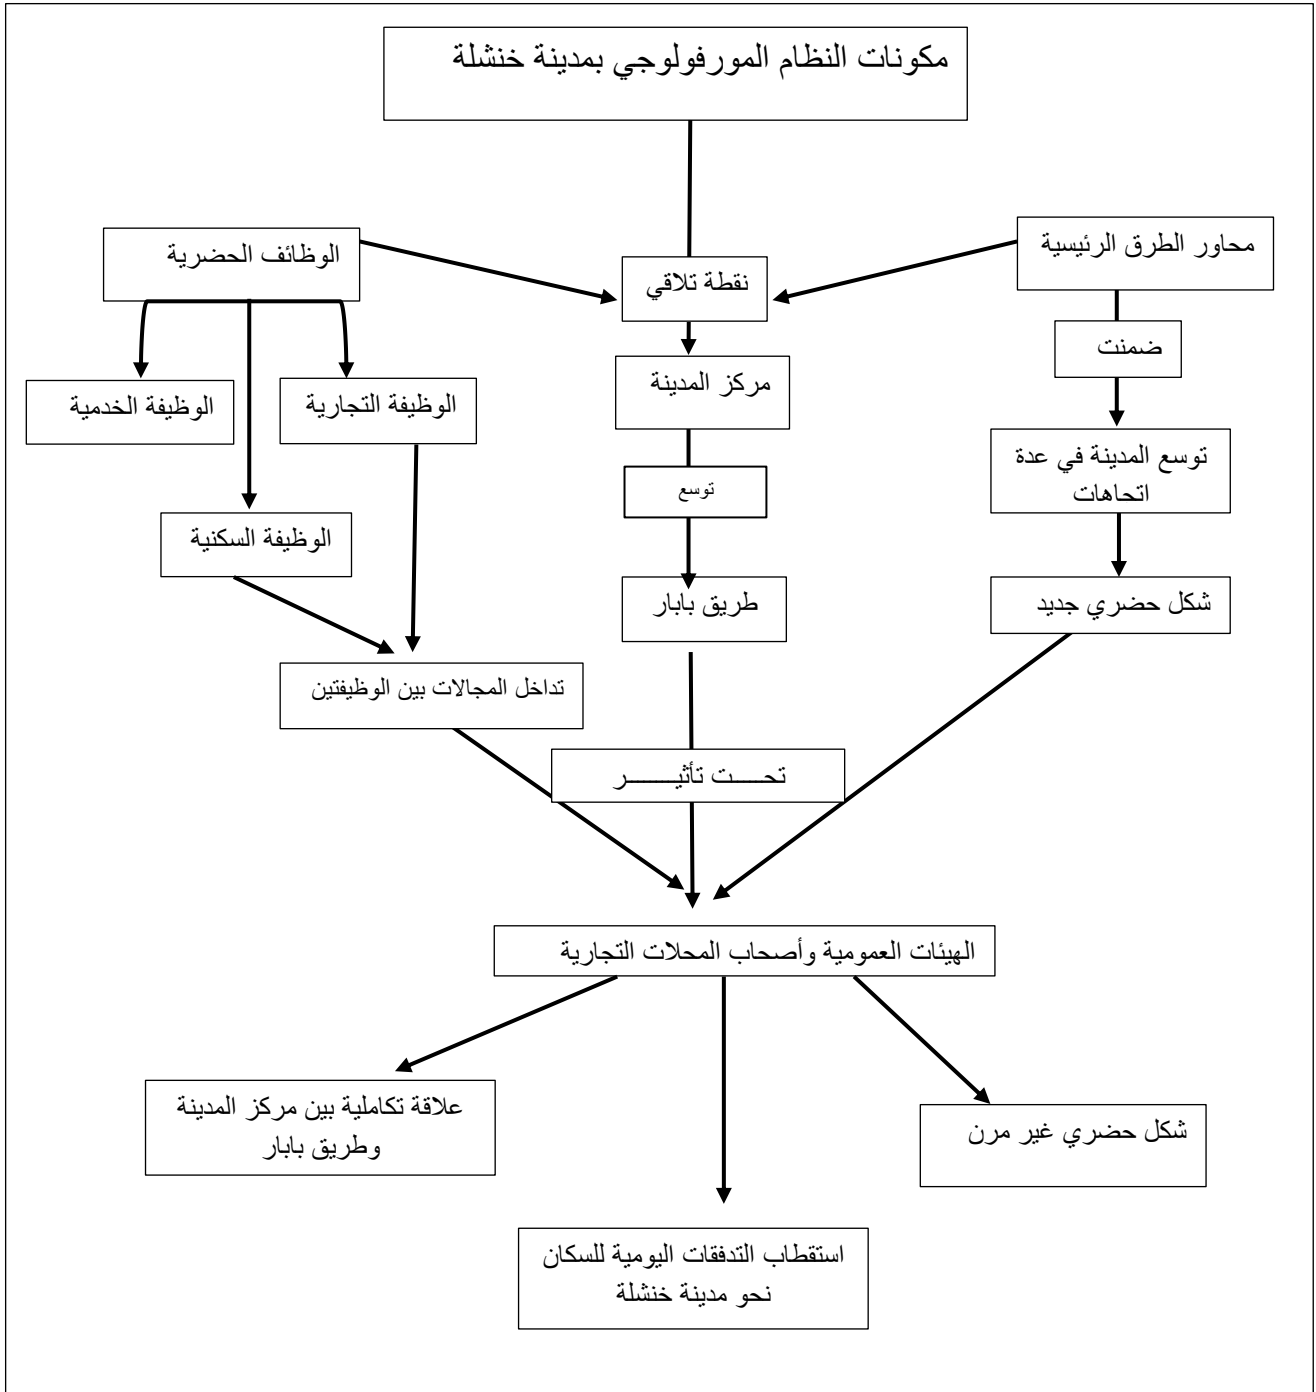 مكونات النظام المورفولوجي بمدينة خنشلة
محاور الطرق الرئيسية
الوظائف الحضرية
نقطة تلاقي
ضمنت
مركز المدينة
الوظيفة التجارية
الوظيفة الخدمية
توسع المدينة في عدة
اتحاهات
توسع
الوظيفة السكنية
شكل حضري جديد
طريق بابار
تداخل المجالات بين الوظيفتين
تحـــت تأثيـــــــر
الهيئات العمومية وأصحاب المحلات التجارية
شكل حضري غير مرن
علاقة تكاملية بين مركز المدينة
وطريق بابار
استقطاب التدفقات اليومية للسكان
نحو مدينة خنشلة